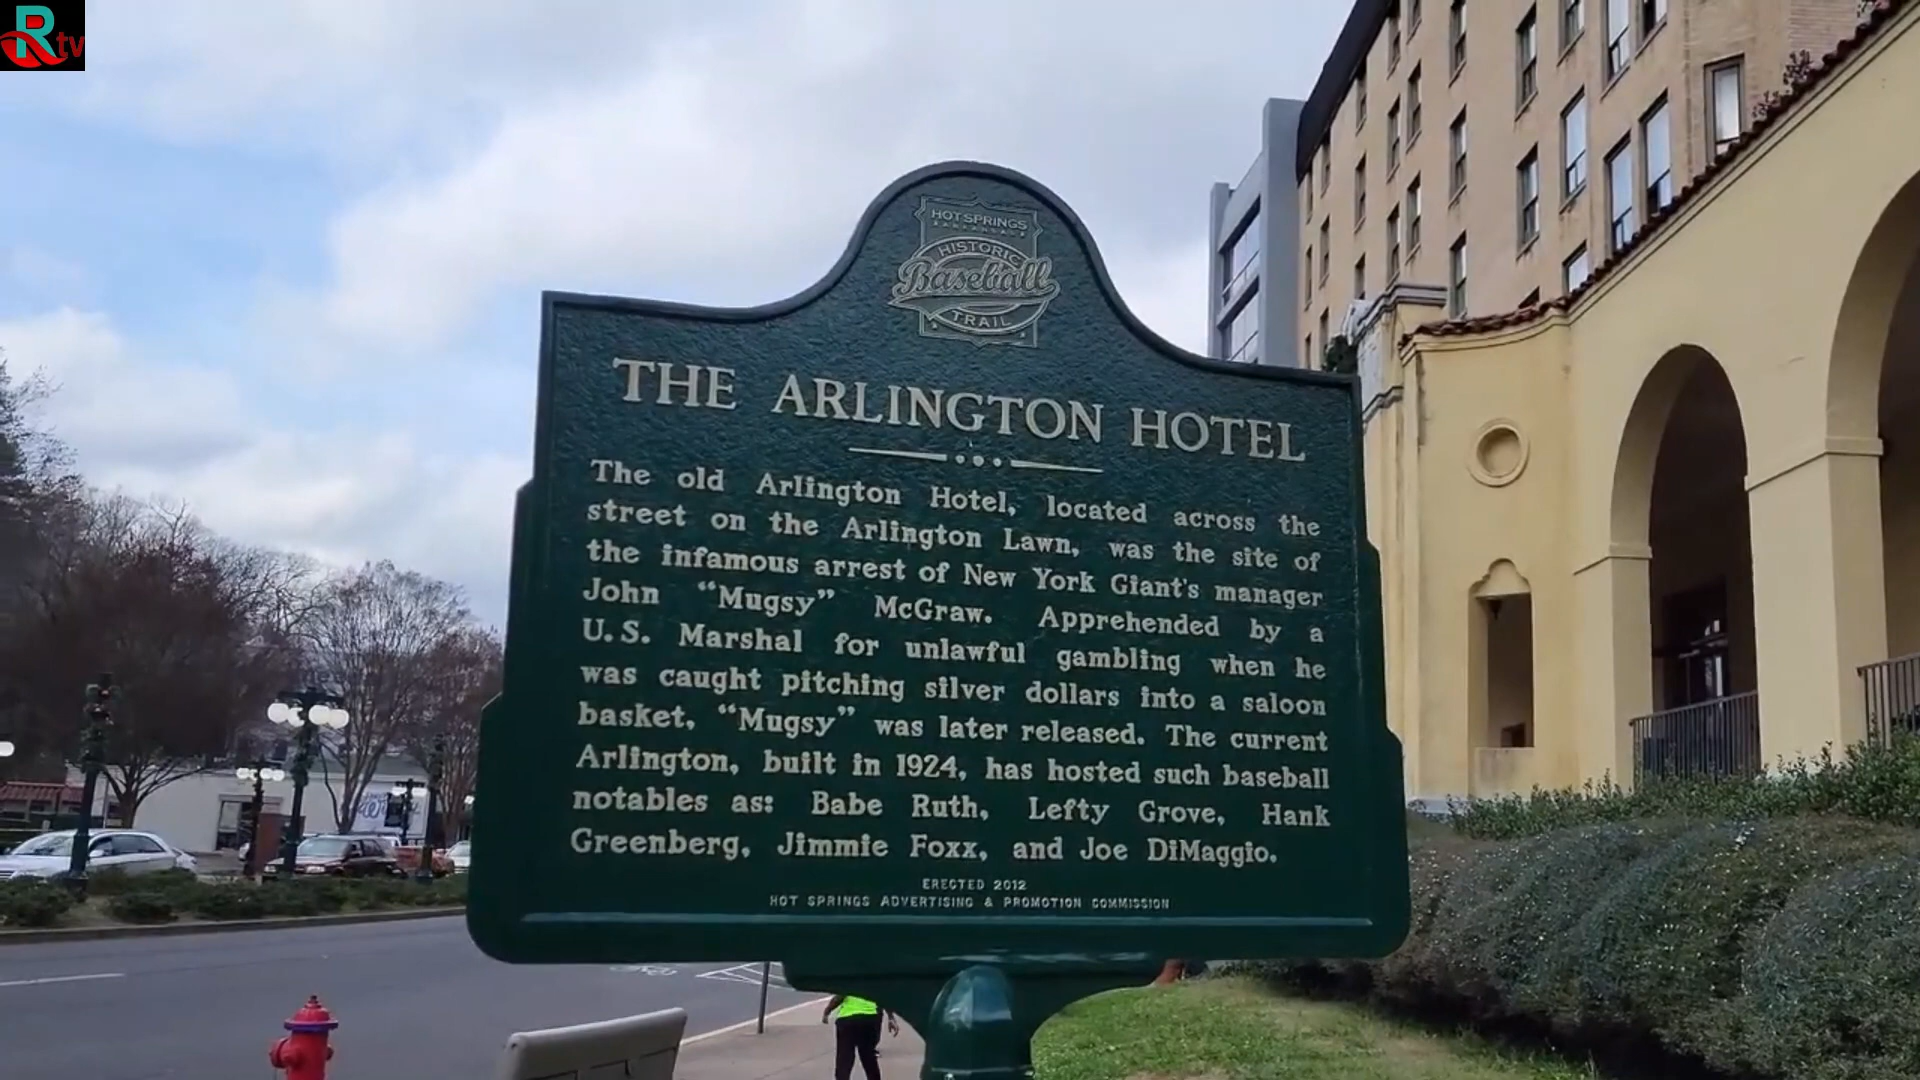 Rtv
HOT SPRINGS
ARKANSAS
HISTORIC
Baseball
TRAIL
THE ARLINGTON HOTEL
The old Arlington Hotel, located across the
street on the Arlington Lawn, was the site of
the infamous arrest of New York Giant's manager
John "Mugsy" McGraw. Apprehended by a
U.S. Marshal for unlawful gambling when he
was caught pitching silver dollars into a saloon
basket, "Mugsy" was later released. The current
Arlington, built in 1924, has hosted such baseball
notables as: Babe Ruth, Lefty Grove, Hank
Greenberg, Jimmie Foxx, and Joe DiMaggio.
ERECTED 2012
HOT SPRINGS ADVERTISING & PROMOTION COMMISSION